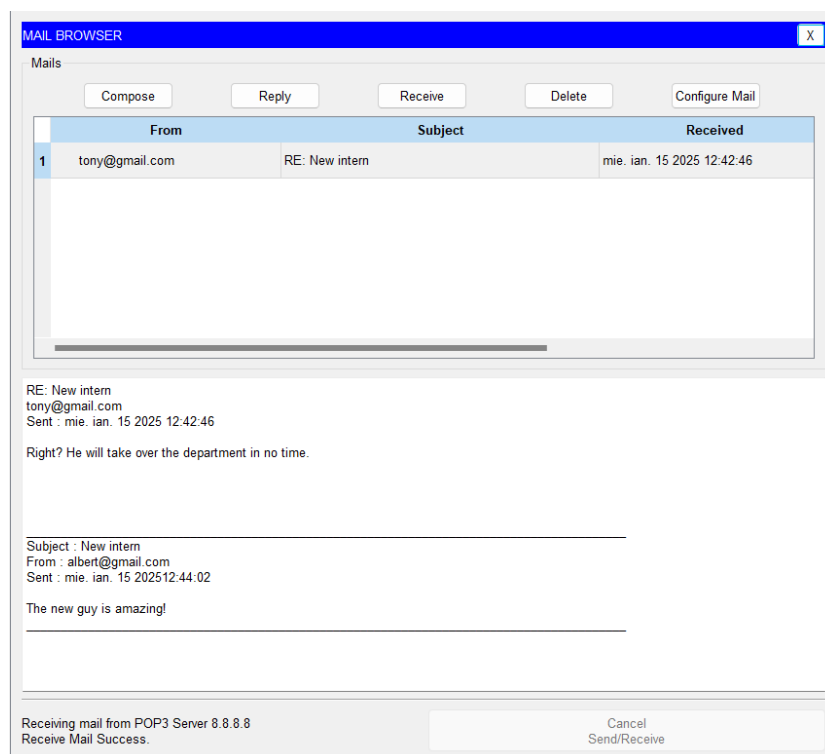 MAIL BROWSER X
Mails
Compose Reply Receive Delete Configure Mail
From Subject Received
1 tony@gmail.com RE: New intern mie. ian. 15 2025 12:42:46
RE: New intern
tony@gmail.com
Sent : mie. ian. 15 2025 12:42:46
Right? He will take over the department in no time.
Subject : New intern
From : albert@gmail.com
Sent : mie. ian. 15 202512:44:02
The new guy is amazing!
Receiving mail from POP3 Server 8.8.8.8
Receive Mail Success.
Cancel
Send/Receive